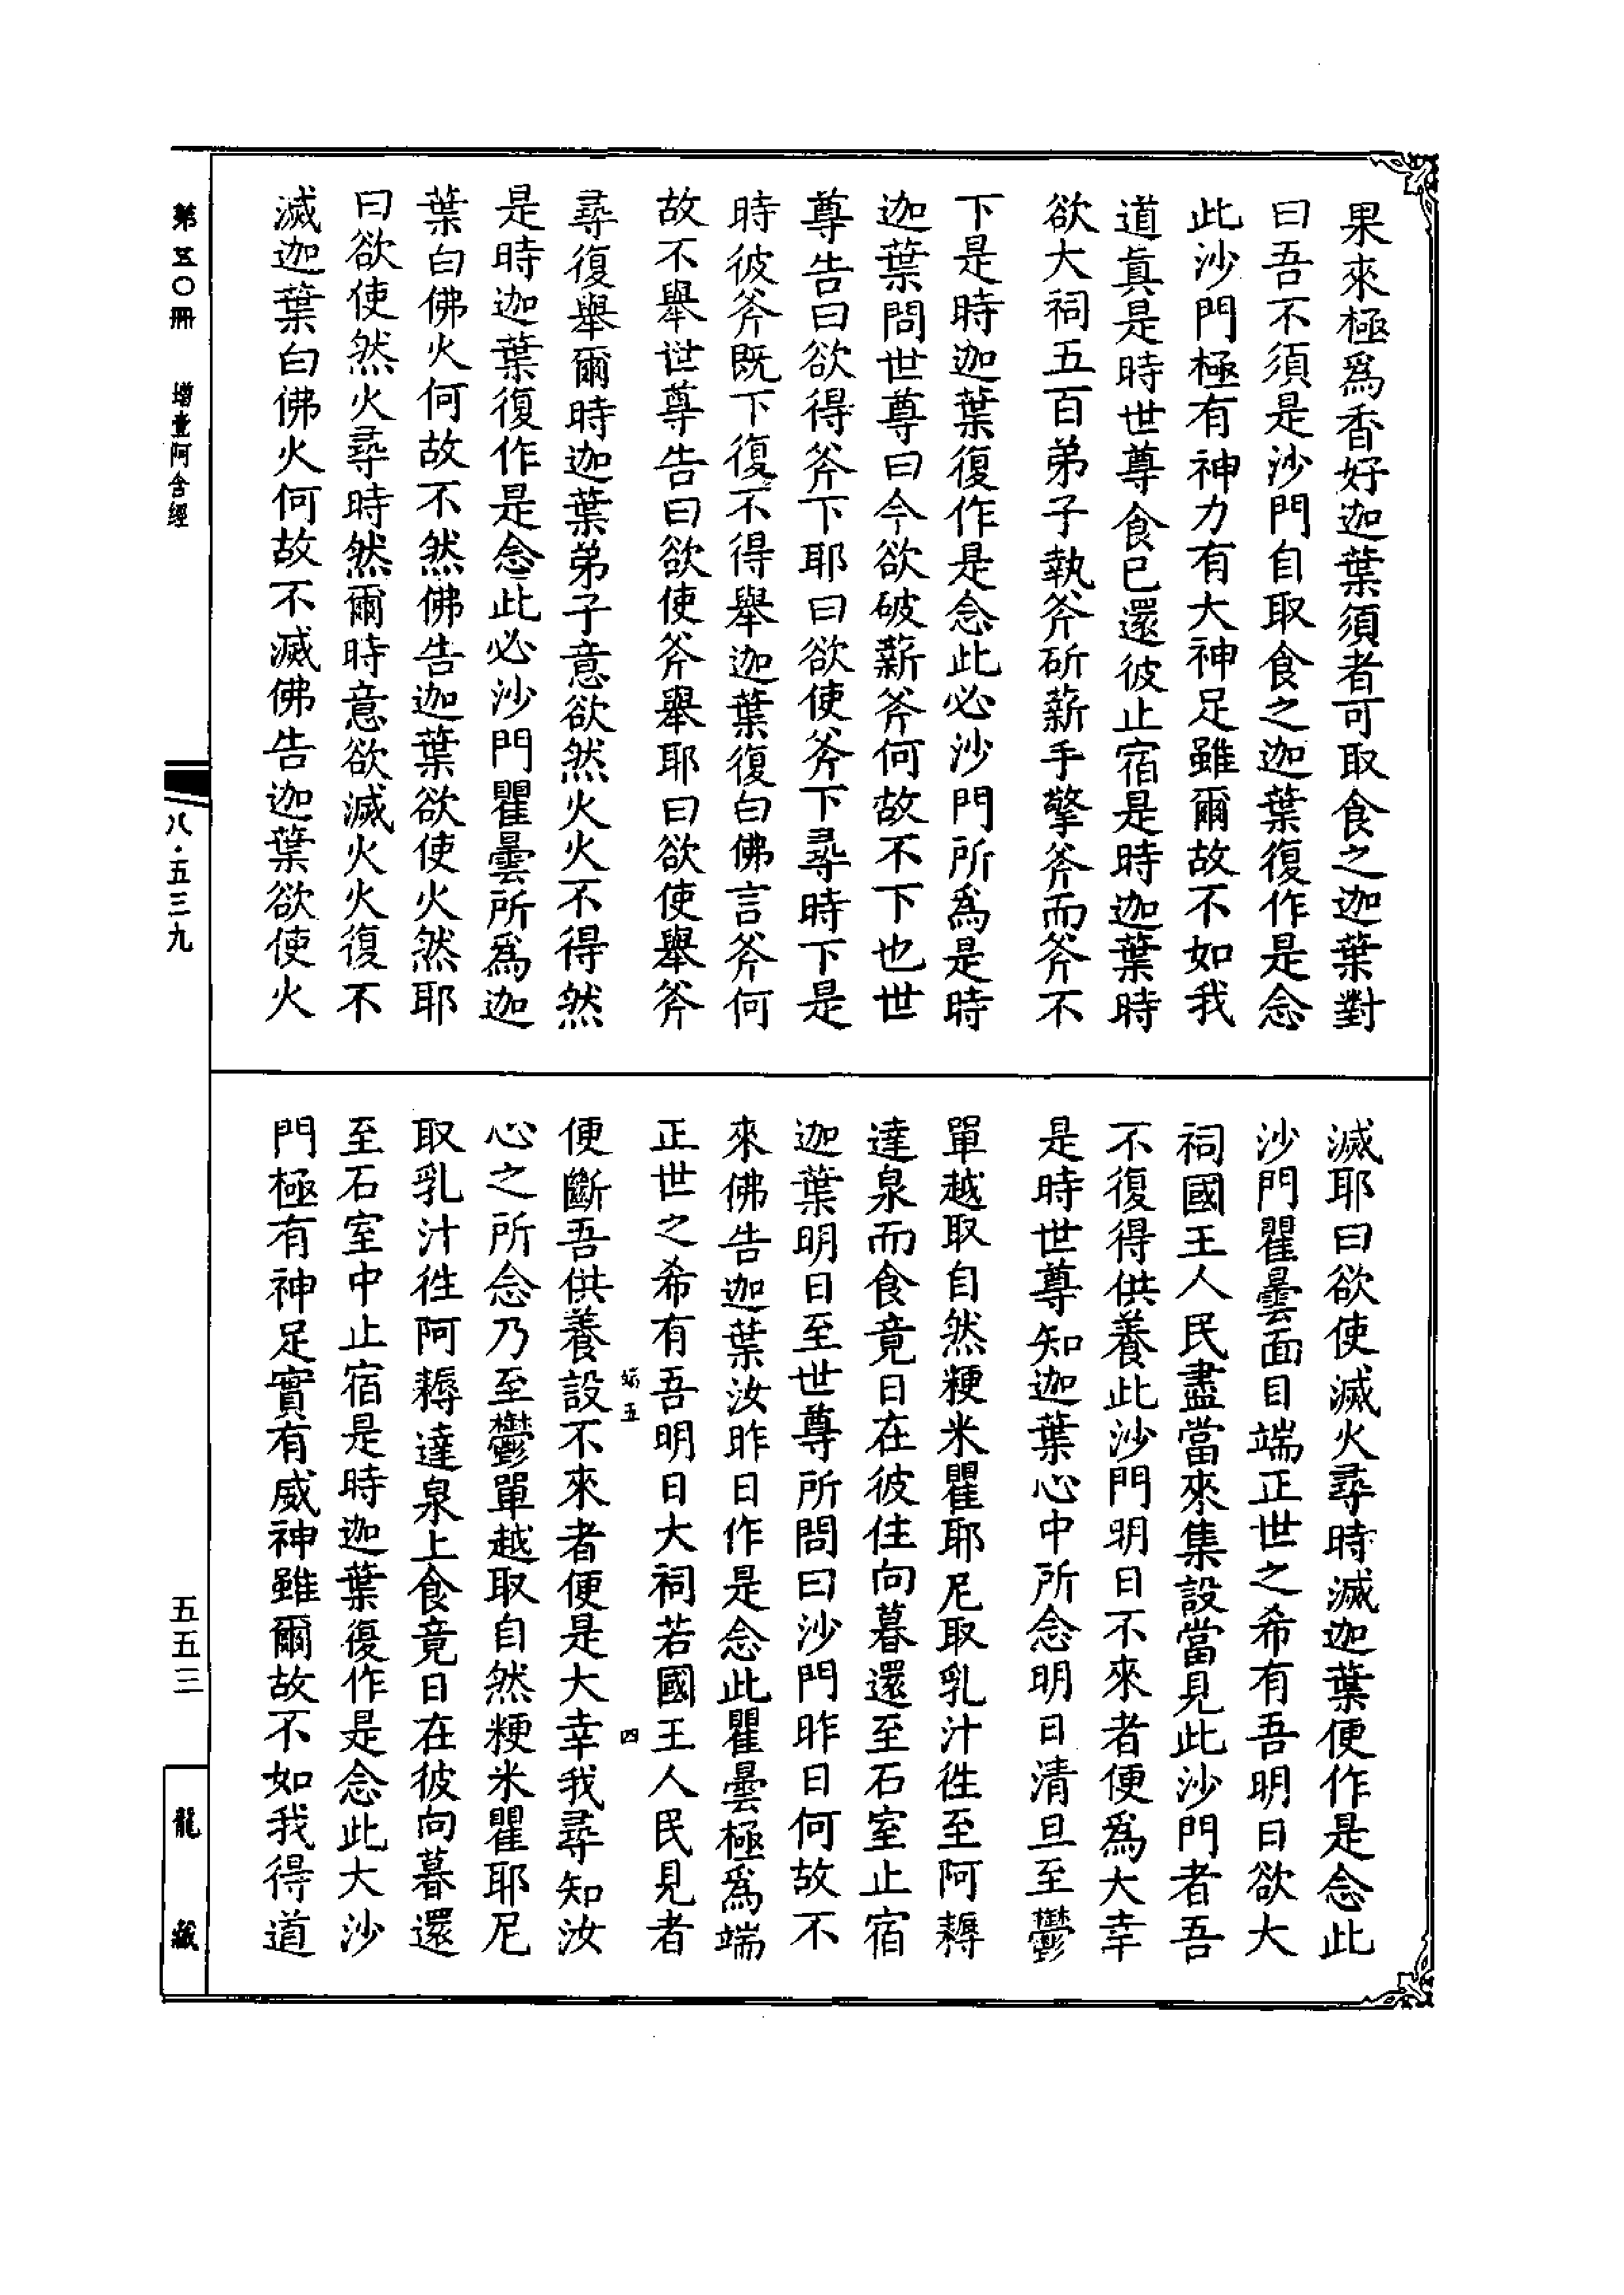 果來極為香好迦葉須者可取食之迦葉對
曰吾不須是沙門自取食之迦葉復作是念
此沙門極有神力有大神足雖爾故不如我
道真是時世尊食已還彼止宿是時迦葉時
欲大祠五百弟子執斧斫薪手擎斧而斧不
下是時迦葉復作是念此必沙門所為是時
迦葉問世尊曰今欲破薪斧何故不下也世
尊告曰欲得斧下耶曰欲使斧下尋時下是
時彼斧既下復不得舉迦葉復白佛言斧何
故不舉世尊告曰欲使斧舉耶曰欲使舉斧
尋復舉爾時迦葉弟子意欲然火火不得然
是時迦葉復作是念此必沙門瞿曇所為迦
葉白佛火何故不然佛告迦葉欲使火然耶
曰欲使然火尋時然爾時意欲滅火火復不
滅迦葉白佛火何故不滅佛告迦葉欲使火
滅耶曰欲使滅火尋時滅迦葉便作是念此
沙門瞿曇面目端正世之希有吾明日欲大
祠國王人民盡當來集設當見此沙門者吾
不復得供養此沙門明日不來者便為大幸
是時世尊知迦葉心中所念明日清旦至鬱
單越取自然粳米瞿耶尼取乳汁往至阿耨
達泉而食竟日在彼住向暮還至石室止宿
迦葉明日至世尊所問曰沙門昨日何故不
來佛告迦葉汝昨日作是念此瞿曇極為端
正世之希有吾明日大祠若國王人民見者
五 四
便斷吾供養設不來者便是大幸我尋知汝
心之所念乃至鬱單越取自然粳米瞿耶尼
取乳汁往阿耨達泉上食竟日在彼向暮還
至石室中止宿是時迦葉復作是念此大沙
門極有神足實有威神雖爾故不如我得道
第五〇冊 增壹阿含經
八·五三九
五五三
龍藏